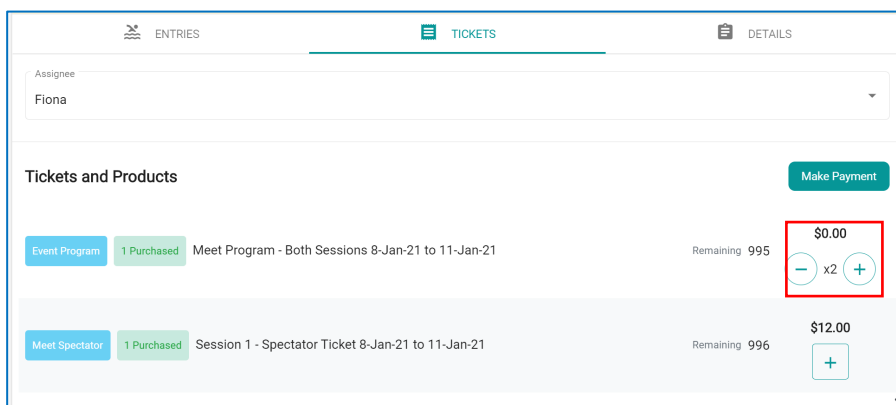 ENTRIES TICKETS DETAILS
Assignee
Fiona
Tickets and Products Make Payment
Event Program 1 Purchased Meet Program - Both Sessions 8-Jan-21 to 11-Jan-21 Remaining 995 $0.00
− x2 +
Meet Spectator 1 Purchased Session 1 - Spectator Ticket 8-Jan-21 to 11-Jan-21 Remaining 996 $12.00
+